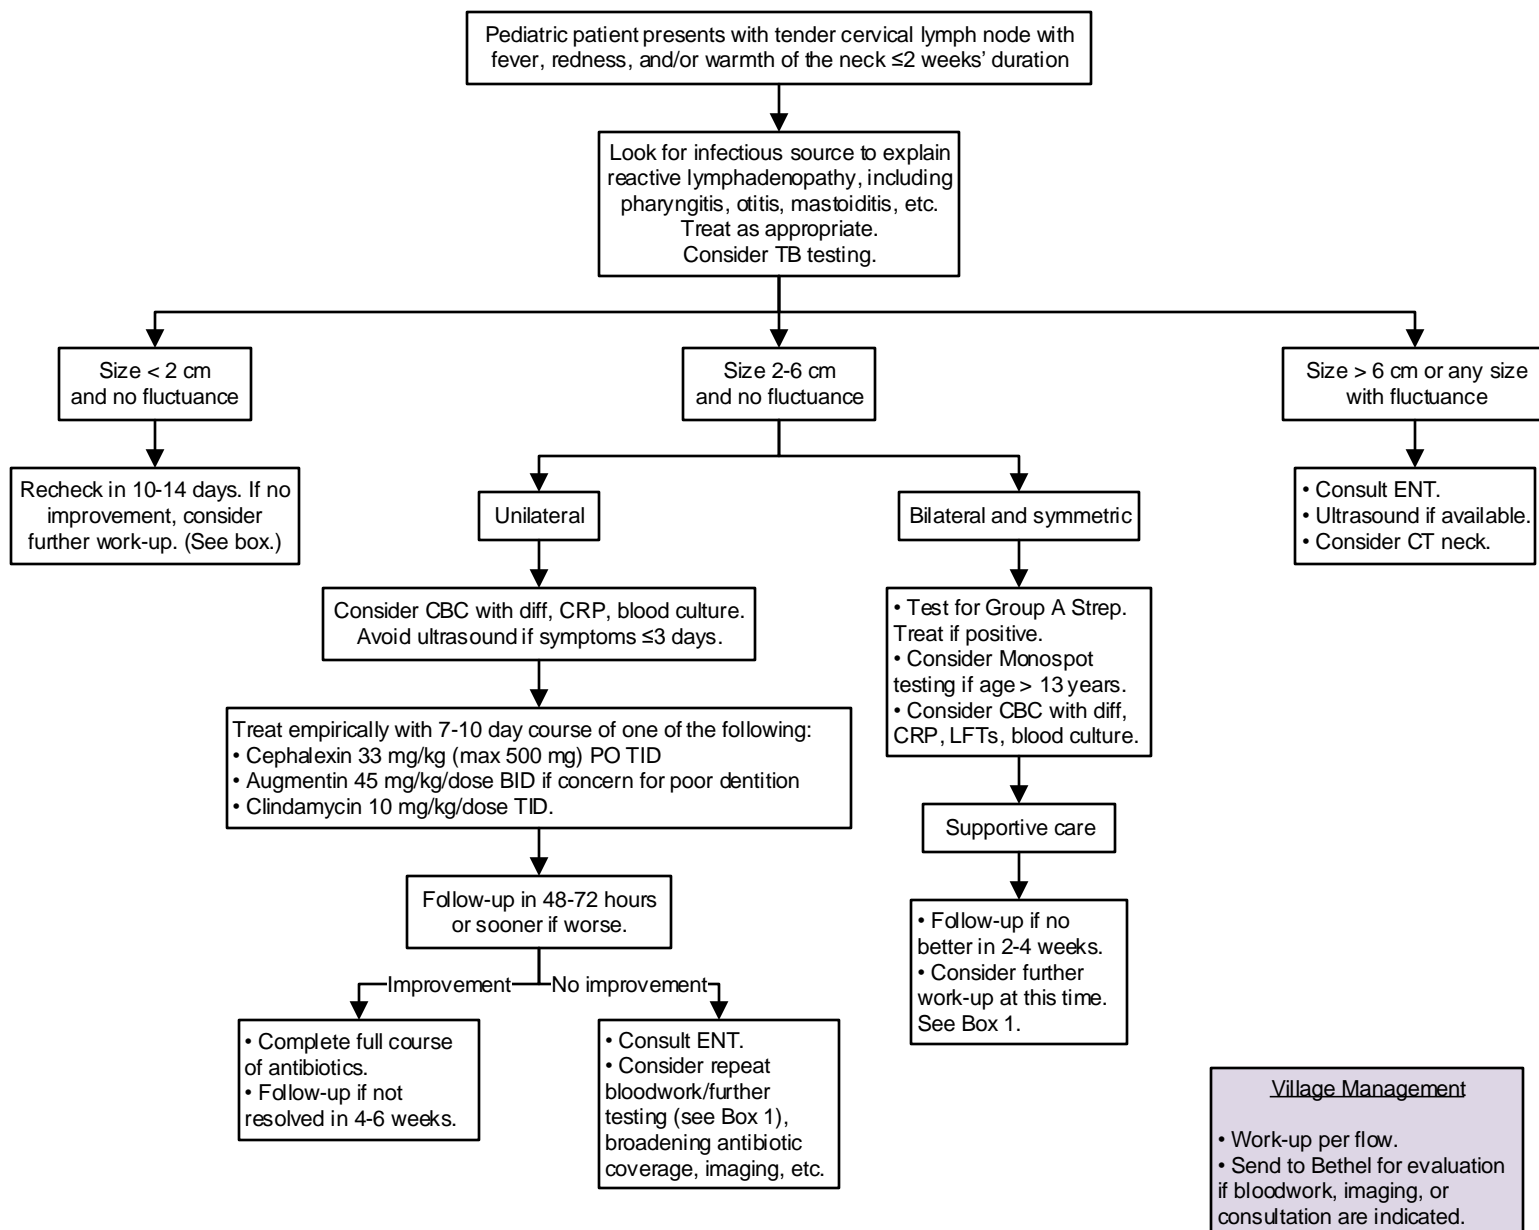 Pediatric patient presents with tender cervical lymph node with
fever, redness, and/or warmth of the neck ≤2 weeks' duration
Look for infectious source to explain
reactive lymphadenopathy, including
pharyngitis, otitis, mastoiditis, etc.
Treat as appropriate.
Consider TB testing.
Size < 2 cm
and no fluctuance
Size 2-6 cm
and no fluctuance
Size > 6 cm or any size
with fluctuance
Recheck in 10-14 days. If no
improvement, consider
further work-up. (See box.)
Unilateral
Bilateral and symmetric
• Consult ENT.
• Ultrasound if available.
• Consider CT neck.
Consider CBC with diff, CRP, blood culture.
Avoid ultrasound if symptoms ≤3 days.
• Test for Group A Strep.
Treat if positive.
• Consider Monospot
testing if age > 13 years.
• Consider CBC with diff,
CRP, LFTs, blood culture.
Treat empirically with 7-10 day course of one of the following:
• Cephalexin 33 mg/kg (max 500 mg) PO TID
• Augmentin 45 mg/kg/dose BID if concern for poor dentition
• Clindamycin 10 mg/kg/dose TID.
Supportive care
Follow-up in 48-72 hours
or sooner if worse.
• Follow-up if no
better in 2-4 weeks.
• Consider further
work-up at this time.
See Box 1.
Improvement
No improvement
• Complete full course
of antibiotics.
• Follow-up if not
resolved in 4-6 weeks.
• Consult ENT.
• Consider repeat
bloodwork/further
testing (see Box 1),
broadening antibiotic
coverage, imaging, etc.
Village Management
• Work-up per flow.
• Send to Bethel for evaluation
if bloodwork, imaging, or
consultation are indicated.